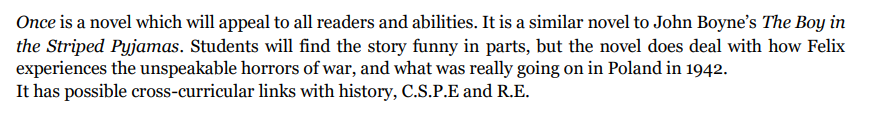 Once is a novel which will appeal to all readers and abilities. It is a similar novel to John Boyne’s The Boy in
the Striped Pyjamas. Students will find the story funny in parts, but the novel does deal with how Felix
experiences the unspeakable horrors of war, and what was really going on in Poland in 1942.
It has possible cross-curricular links with history, C.S.P.E and R.E.